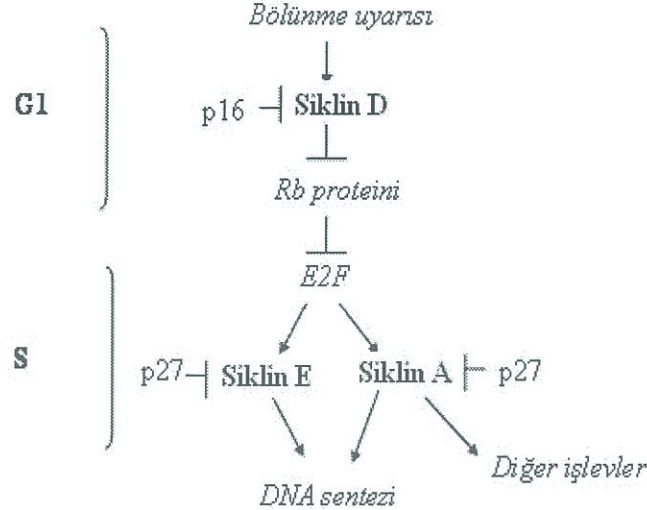 Bölünme uyarısı
G1
p16 Siklin D
Rb proteini
E2F
S
p27 Siklin E Siklin A p27
DNA sentezi
Diğer işlevler